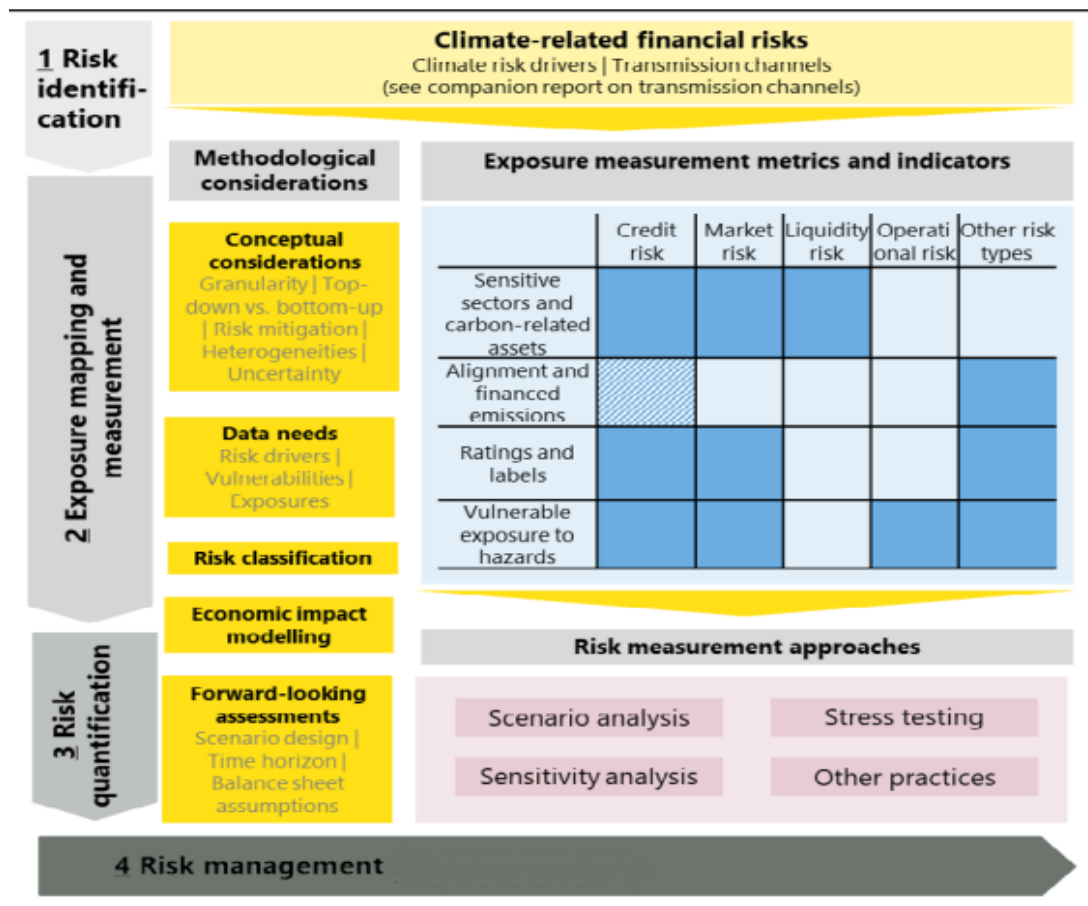 1 Risk
identifi-
cation
Climate-related financial risks
Climate risk drivers | Transmission channels
(see companion report on transmission channels)
2 Exposure mapping and
measurement
Methodological
considerations
Conceptual
considerations
Granularity | Top-
down vs. bottom-up
| Risk mitigation |
Heterogeneities |
Uncertainty
Data needs
Risk drivers |
Vulnerabilities |
Exposures
Risk classification
Economic impact
modelling
Forward-looking
assessments
Scenario design |
Time horizon |
Balance sheet
assumptions
Exposure measurement metrics and indicators
Credit
risk
Market
risk
Liquidity
risk
Operati
onal risk
Other risk
types
Sensitive
sectors and
carbon-related
assets
Alignment and
financed
emissions
Ratings and
labels
Vulnerable
exposure to
hazards
3 Risk
quantification
Risk measurement approaches
Scenario analysis
Stress testing
Sensitivity analysis
Other practices
4 Risk management